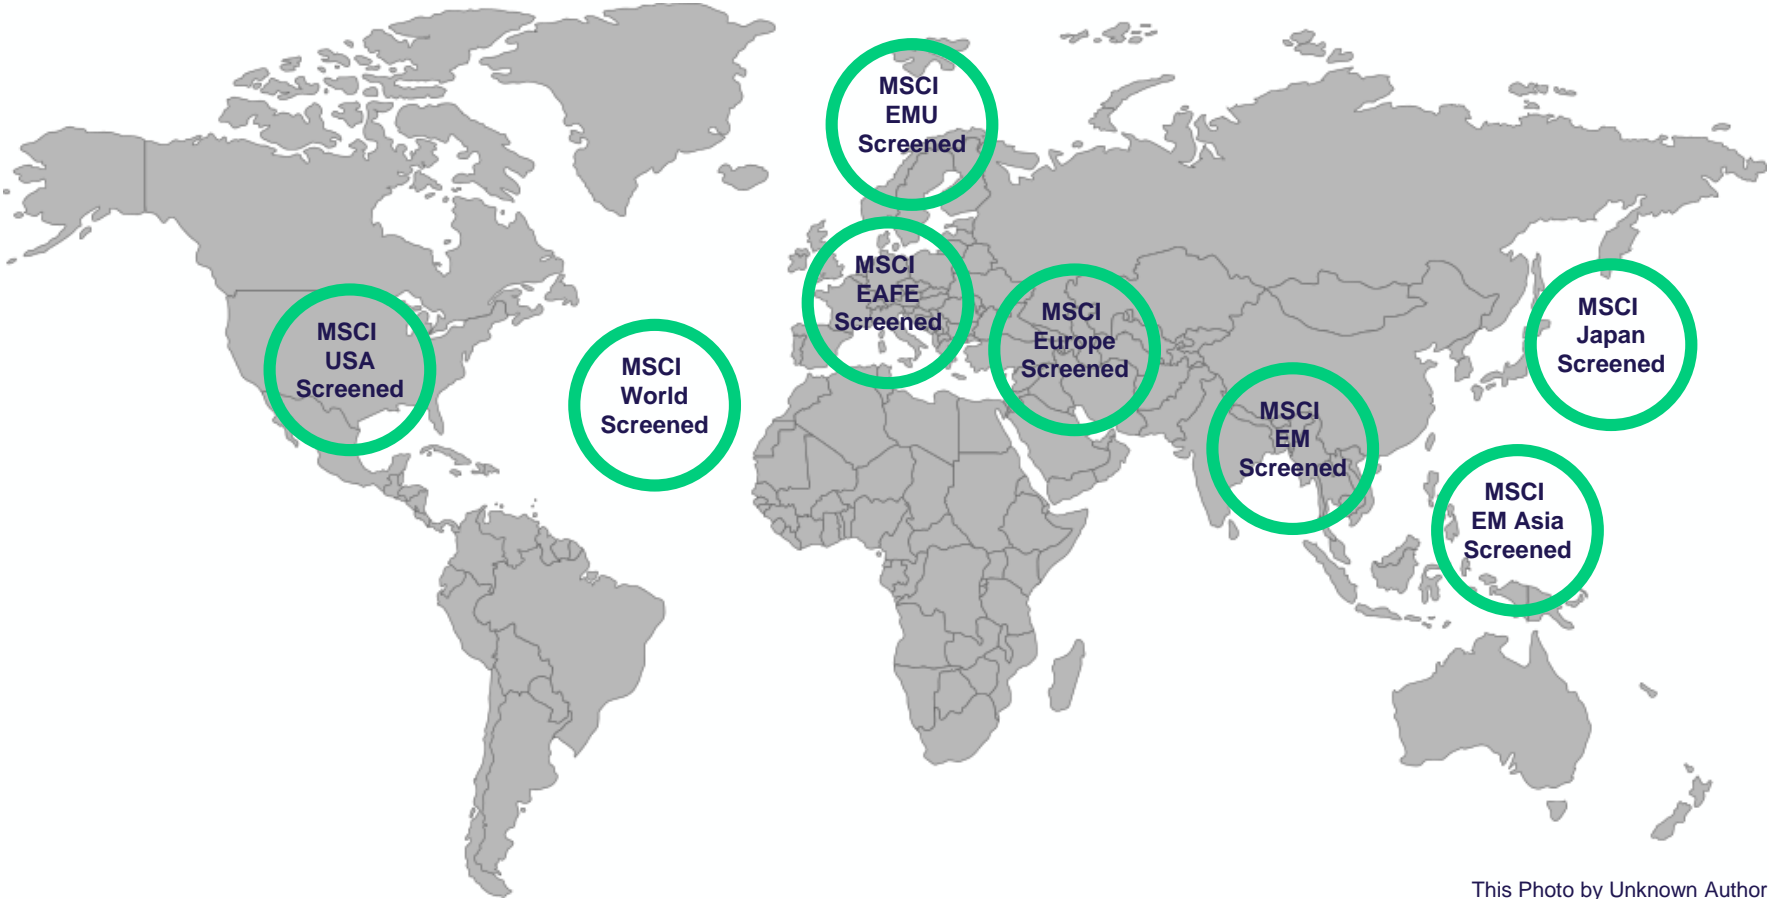 MSCI
EMU
Screened
MSCI
EAFE
Screened
MSCI
USA
Screened
MSCI
World
Screened
MSCI
Europe
Screened
MSCI
EM
Screened
MSCI
Japan
Screened
MSCI
EM Asia
Screened
This Photo by Unknown Author